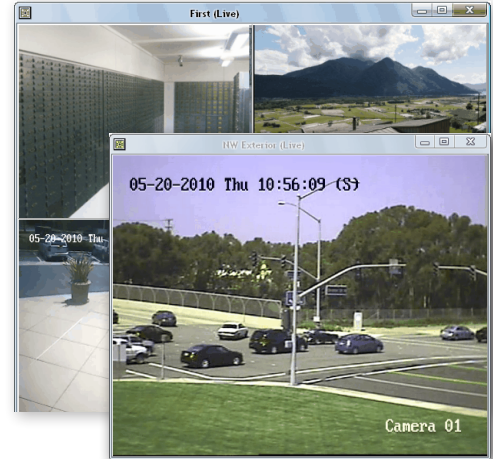 First (Live)
NW Exterior (Live)
05-20-2010 Thu 10:56:09 (S)
05-20-2010 Thu
Camera 01